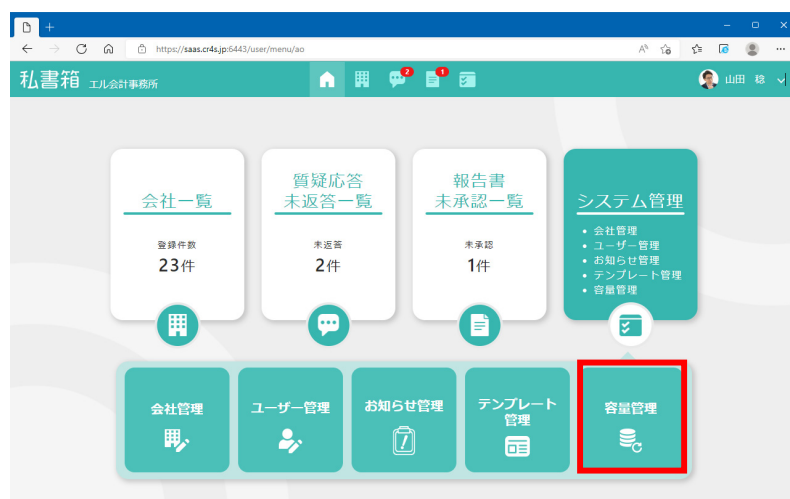 https://saas.cr4s.jp:6443/user/menu/ao
私書箱 エル会計事務所
2
1
山田 稔
会社一覧
登録件数
23件
質疑応答
未返答一覧
未返答
2件
報告書
未承認一覧
未承認
1件
システム管理
• 会社管理
• ユーザー管理
• お知らせ管理
• テンプレート管理
• 容量管理
会社管理
ユーザー管理
お知らせ管理
テンプレート
管理
容量管理